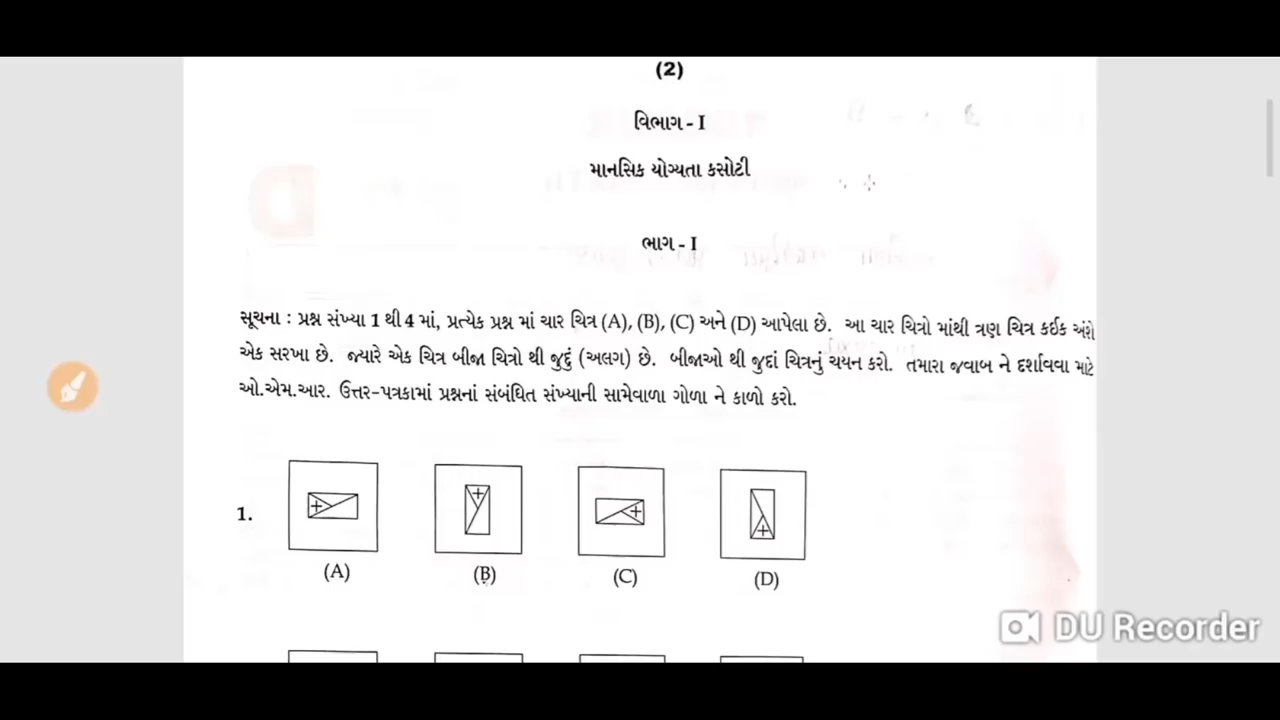 (2)
વિભાગ - I
માનસિક યોગ્યતા કસોટી
ભાગ - I
સૂચના : પ્રશ્ન સંખ્યા 1 થી 4 માં, પ્રત્યેક પ્રશ્ન માં ચાર ચિત્ર (A), (B), (C) અને (D) આપેલા છે. આ ચાર ચિત્રો માંથી ત્રણ ચિત્ર કઈક અંશે
એક સરખા છે. જ્યારે એક ચિત્ર બીજા ચિત્રો થી જુદું (અલગ) છે. બીજાઓ થી જુદાં ચિત્રનું ચયન કરો. તમારા જવાબ ને દર્શાવવા માટે
ઓ.એમ.આર. ઉત્તર-પત્રકામાં પ્રશ્નનાં સંબંધિત સંખ્યાની સામેવાળા ગોળા ને કાળો કરો.
1.
(A) (B) (C) (D)
DU Recorder